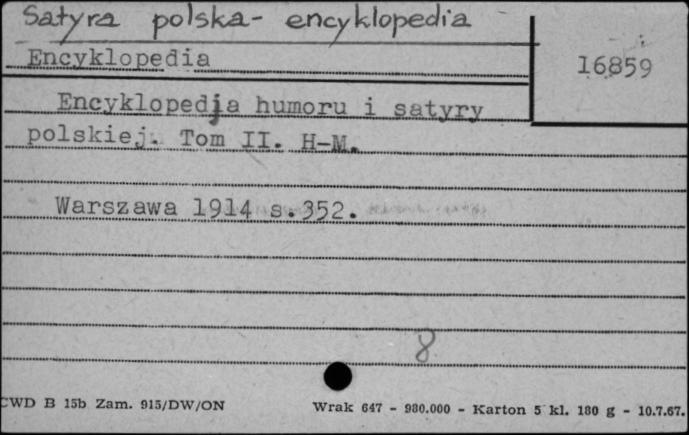 Satyra polska- encyklopedia
Encyklopedia
16859
Encyklopedja humoru i satyry
polskiej. Tom II. H-M.
Warszawa 1914 s.352.
8
CWD B 15b Zam. 915/DW/ON Wrak 647 - 980.000 - Karton 5 kl. 180 g - 10.7.67.